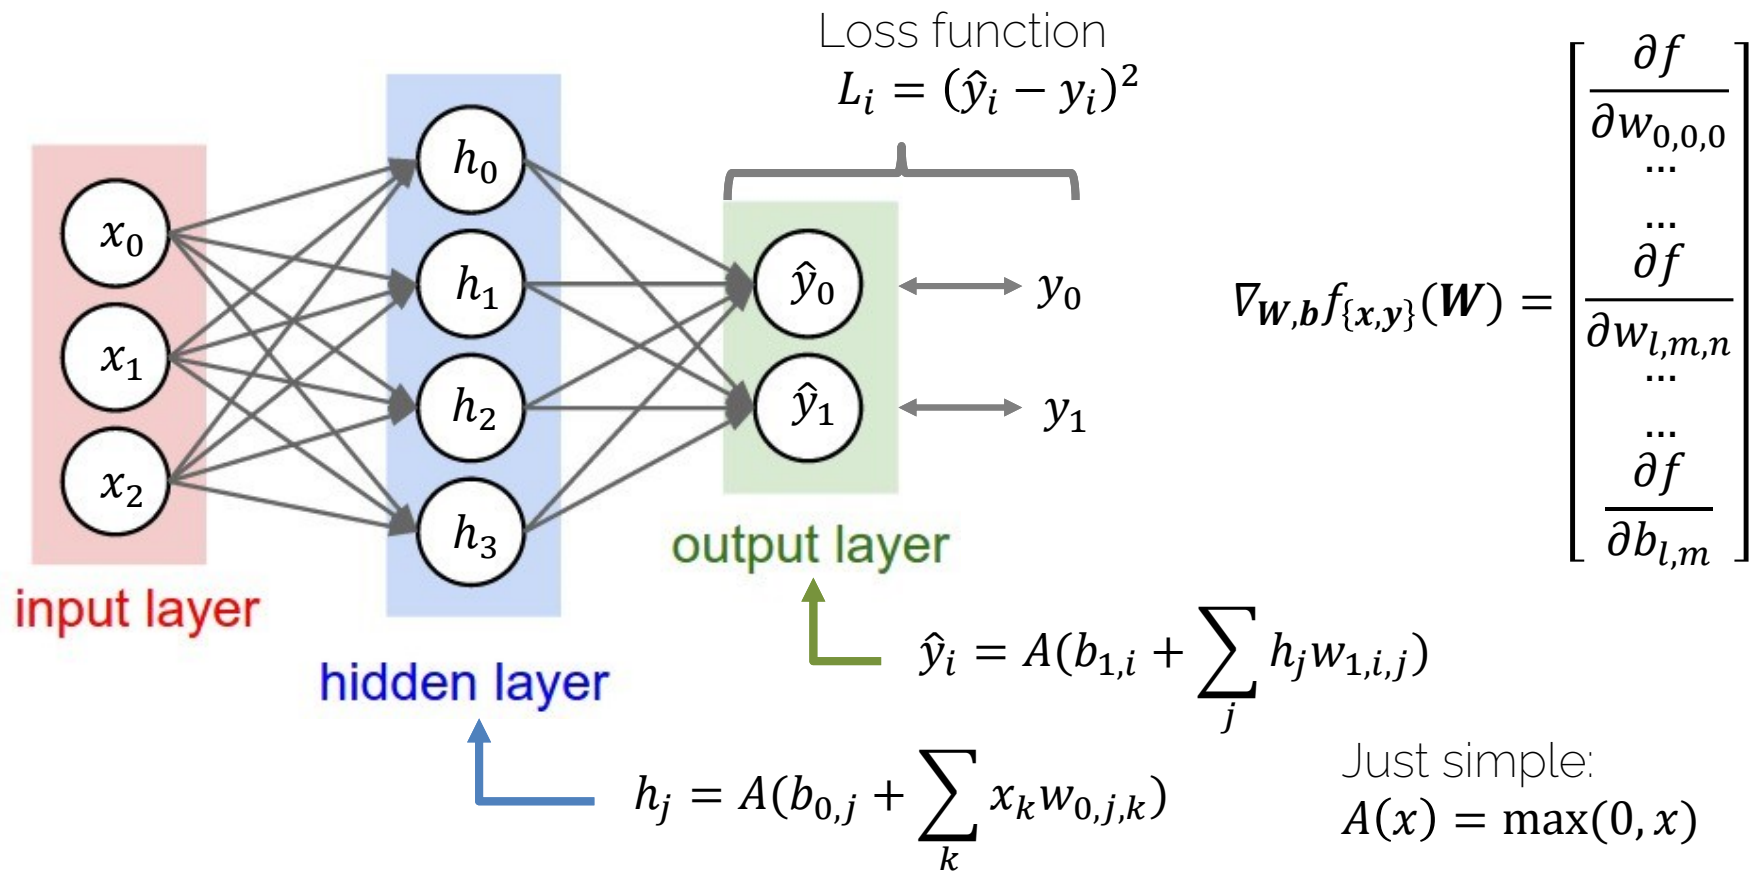 Loss function
L_i = (ŷ_i − y_i)^2
x_0
x_1
x_2
input layer
h_0
h_1
h_2
h_3
hidden layer
ŷ_0
ŷ_1
output layer
y_0
y_1
∇_{W,b} f_{{x,y}}(W) =
∂f
∂w_{0,0,0}
...
...
∂f
∂w_{l,m,n}
...
...
∂f
∂b_{l,m}
ŷ_i = A(b_{1,i} + ∑_j h_j w_{1,i,j})
h_j = A(b_{0,j} + ∑_k x_k w_{0,j,k})
Just simple:
A(x) = max(0, x)